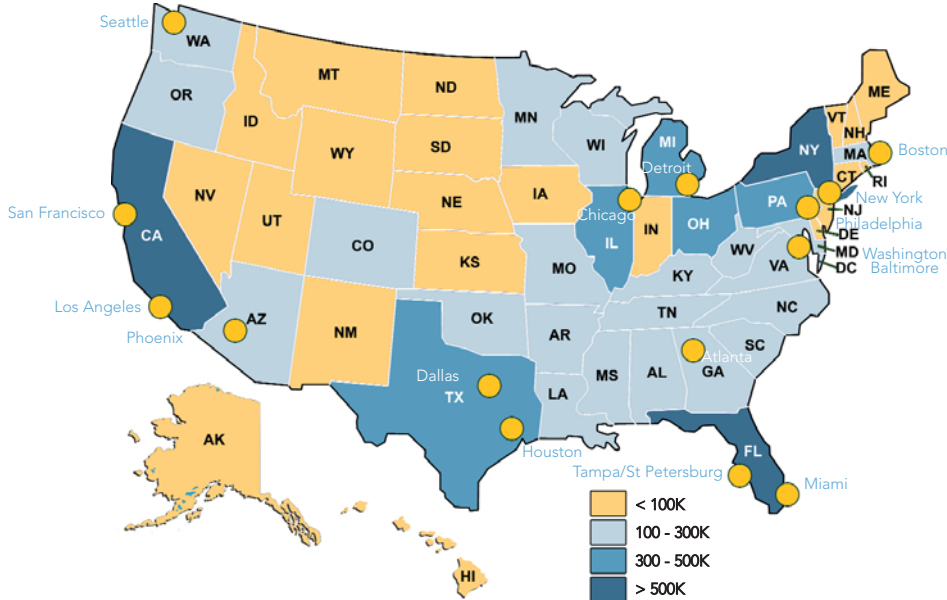 Seattle
WA
MT
ND
ME
OR
MN
VT
ID
NH
SD
WI
MI
NY
MA
Boston
WY
Detroit
CT
RI
NV
IA
NE
PA
New York
San Francisco
Chicago
NJ
UT
OH
Philadelphia
CA
CO
IL
IN
DE
WV
MD
Washington
KS
MO
VA
DC
Baltimore
KY
Los Angeles
NC
AZ
OK
TN
Phoenix
NM
AR
SC
Atlanta
Dallas
MS
AL
GA
TX
LA
AK
Houston
FL
Tampa/St Petersburg
Miami
< 100K
100 - 300K
300 - 500K
HI
> 500K